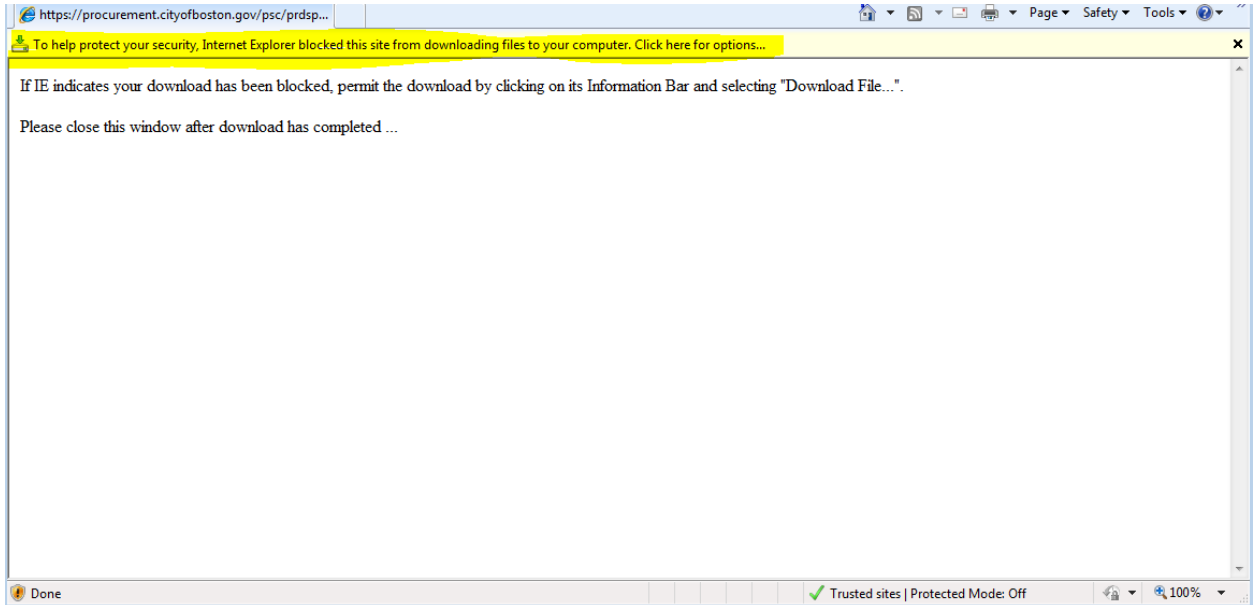 https://procurement.cityofboston.gov/psc/prdsp...
Page Safety Tools
To help protect your security, Internet Explorer blocked this site from downloading files to your computer. Click here for options...
If IE indicates your download has been blocked, permit the download by clicking on its Information Bar and selecting "Download File...".
Please close this window after download has completed ...
Done Trusted sites | Protected Mode: Off 100%